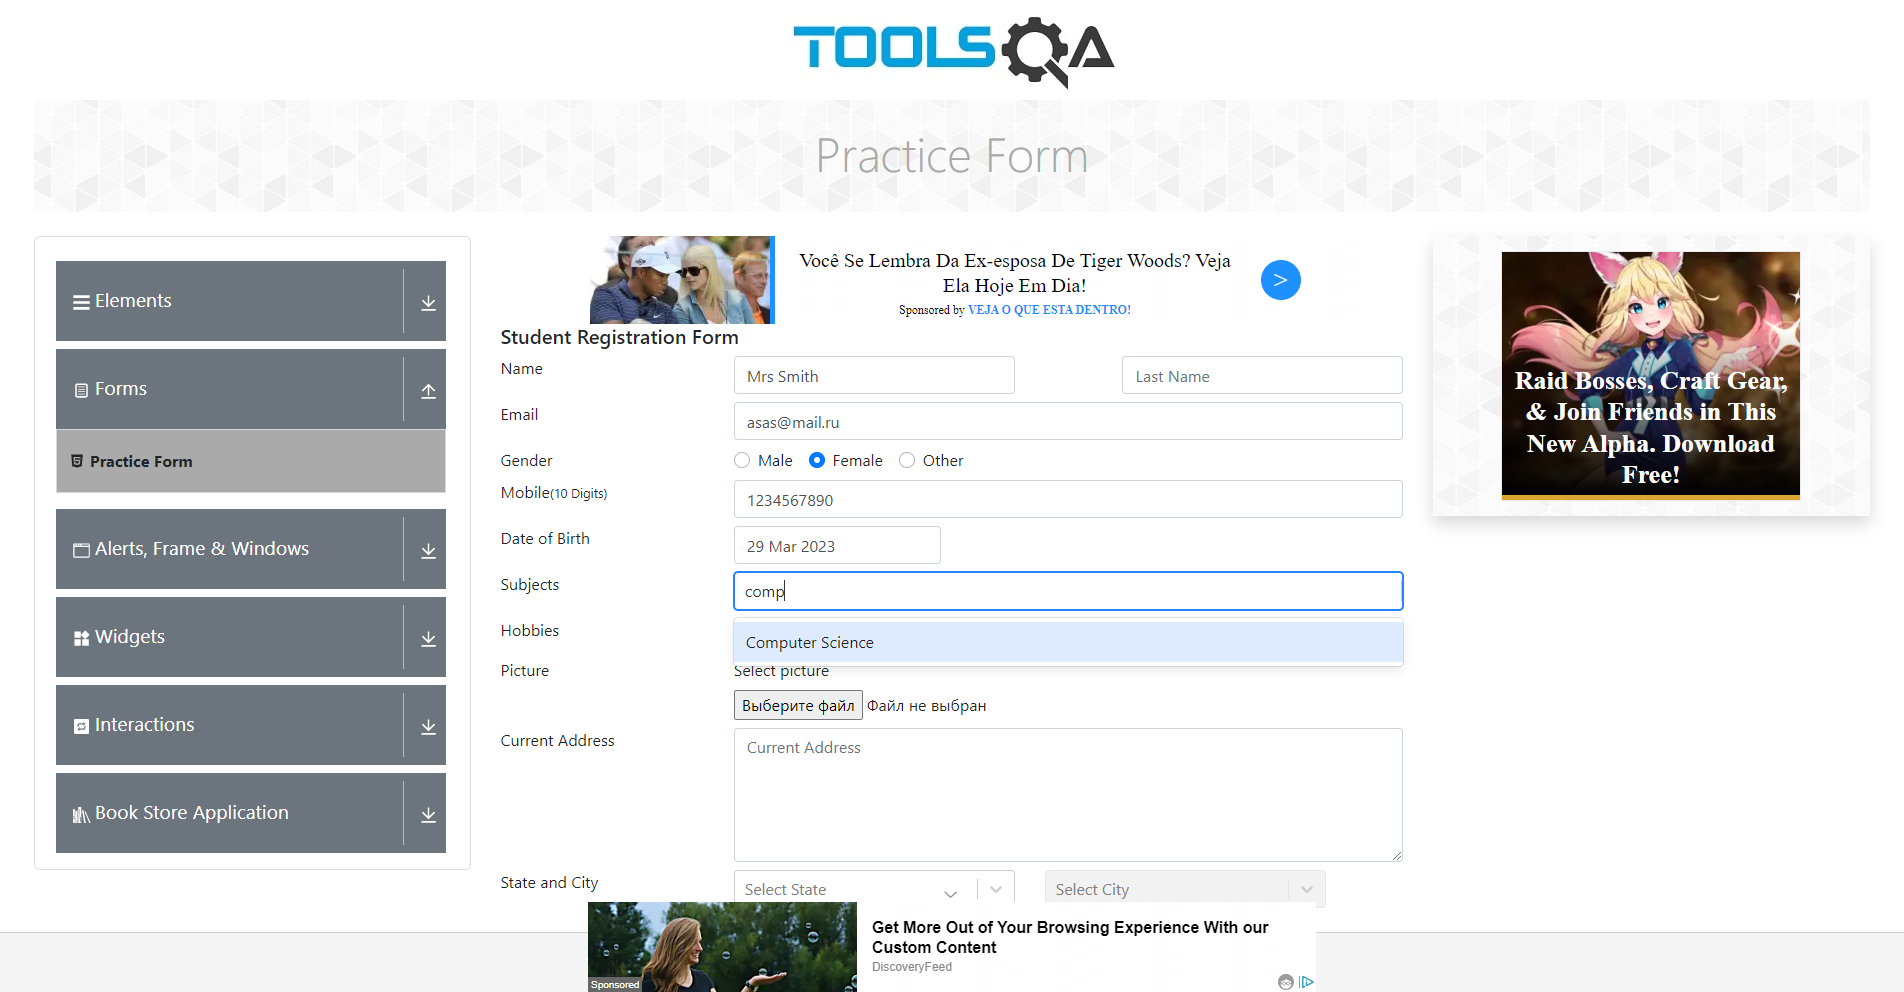 TOOLSQA
Practice Form
Elements
Forms
Practice Form
Alerts, Frame & Windows
Widgets
Interactions
Book Store Application
Você Se Lembra Da Ex-esposa De Tiger Woods? Veja
Ela Hoje Em Dia!
Sponsored by VEJA O QUE ESTA DENTRO!
>
Student Registration Form
Name
Mrs Smith
Last Name
Email
asas@mail.ru
Gender
Male
Female
Other
Mobile(10 Digits)
1234567890
Date of Birth
29 Mar 2023
Subjects
comp
Hobbies
Computer Science
Picture
Select picture
Выберите файл
Файл не выбран
Current Address
Current Address
State and City
Select State
Select City
Raid Bosses, Craft Gear,
& Join Friends in This
New Alpha. Download
Free!
Get More Out of Your Browsing Experience With our
Custom Content
DiscoveryFeed
Sponsored